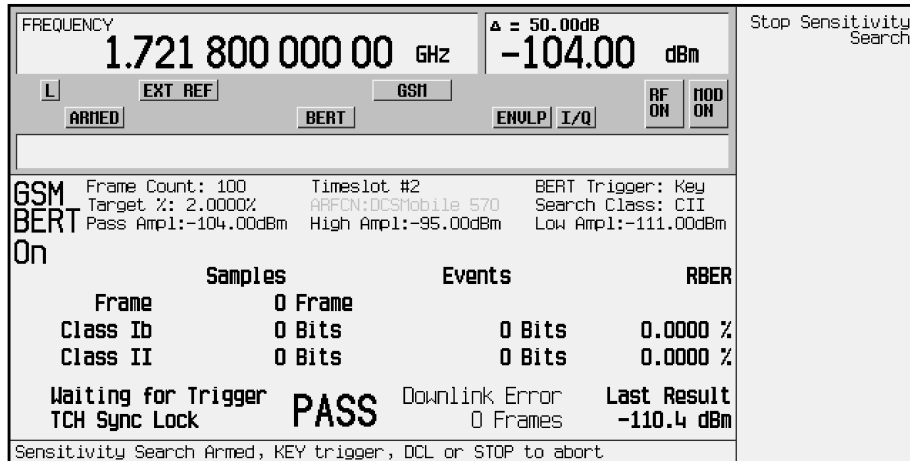 FREQUENCY
1.721 800 000 00 GHz
Δ = 50.00dB
-104.00 dBm
Stop Sensitivity
Search
L EXT REF GSM RF ON MOD ON
ARMED BERT ENVLP I/Q
GSM BERT On
Frame Count: 100 Timeslot #2 BERT Trigger: Key
Target %: 2.0000% ARFCN:DCSMobile 570 Search Class: CII
Pass Ampl:-104.00dBm High Ampl:-95.00dBm Low Ampl:-111.00dBm
Samples Events RBER
Frame 0 Frame
Class Ib 0 Bits 0 Bits 0.0000 %
Class II 0 Bits 0 Bits 0.0000 %
Waiting for Trigger PASS Downlink Error Last Result
TCH Sync Lock 0 Frames -110.4 dBm
Sensitivity Search Armed, KEY trigger, DCL or STOP to abort